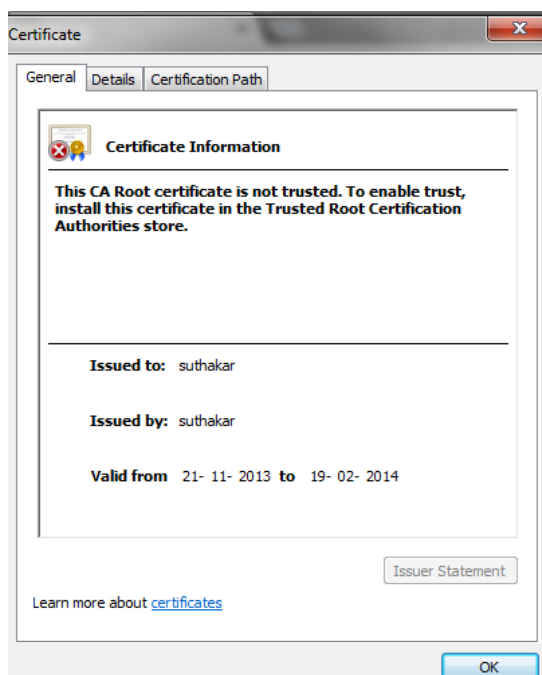 Certificate
General Details Certification Path
Certificate Information
This CA Root certificate is not trusted. To enable trust,
install this certificate in the Trusted Root Certification
Authorities store.
Issued to: suthakar
Issued by: suthakar
Valid from 21- 11- 2013 to 19- 02- 2014
Issuer Statement
Learn more about certificates
OK